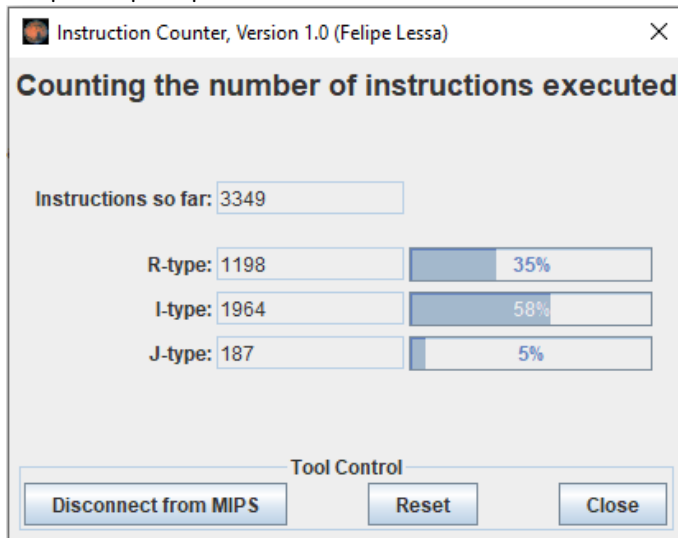 Instruction Counter, Version 1.0 (Felipe Lessa)
Counting the number of instructions executed
Instructions so far: 3349
R-type: 1198 35%
I-type: 1964 58%
J-type: 187 5%
Tool Control
Disconnect from MIPS Reset Close